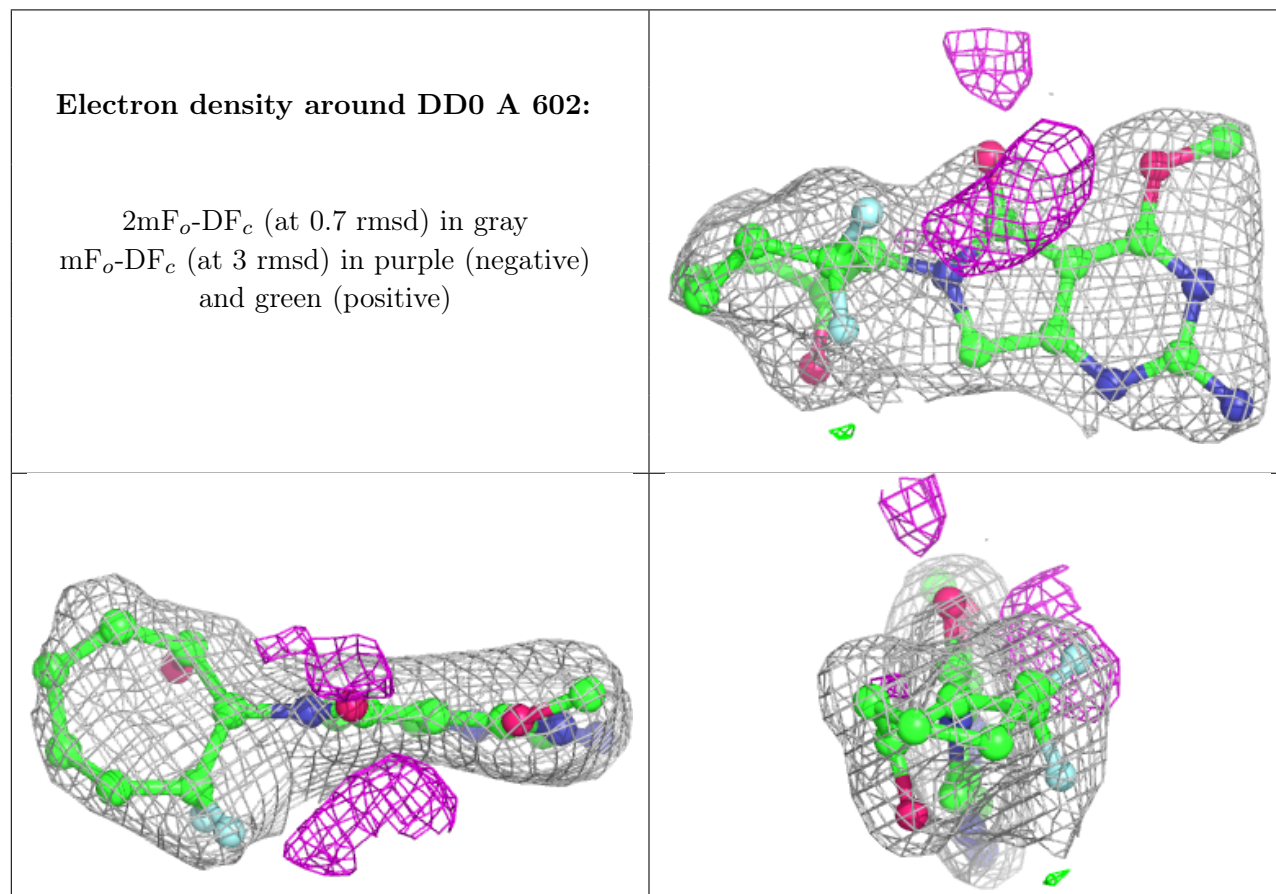 Electron density around DD0 A 602:
2mFo-DFc (at 0.7 rmsd) in gray
mFo-DFc (at 3 rmsd) in purple (negative)
and green (positive)